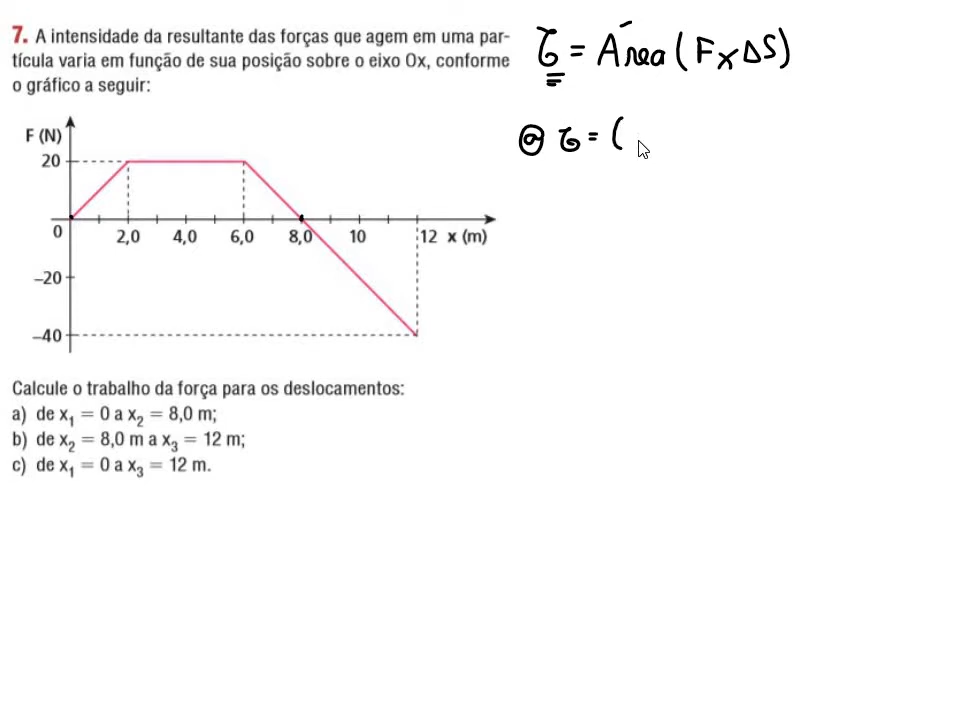 7. A intensidade da resultante das forças que agem em uma par-
tícula varia em função de sua posição sobre o eixo Ox, conforme
o gráfico a seguir:
F (N)
20
0
2,0 4,0 6,0 8,0 10 12 x (m)
–20
–40
Calcule o trabalho da força para os deslocamentos:
a) de x₁ = 0 a x₂ = 8,0 m;
b) de x₂ = 8,0 m a x₃ = 12 m;
c) de x₁ = 0 a x₃ = 12 m.
τ = Área (F x ΔS)
ⓐ τ = (